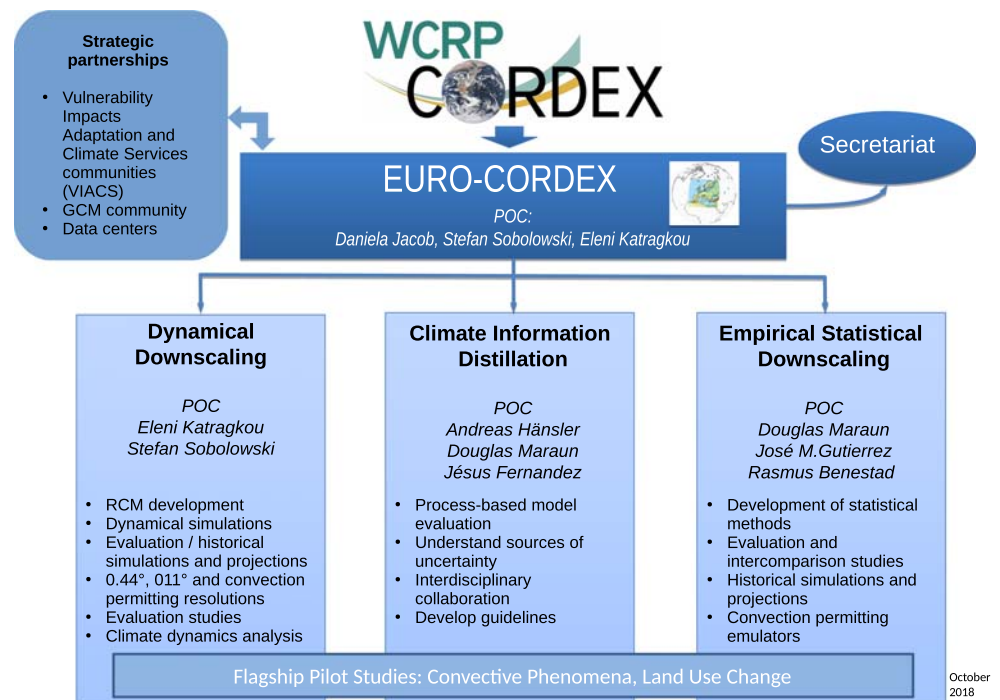 Strategic
partnerships
• Vulnerability
Impacts
Adaptation and
Climate Services
communities
(VIACS)
• GCM community
• Data centers
WCRP
CORDEX
Secretariat
EURO-CORDEX
POC:
Daniela Jacob, Stefan Sobolowski, Eleni Katragkou
Dynamical
Downscaling
POC
Eleni Katragkou
Stefan Sobolowski
• RCM development
• Dynamical simulations
• Evaluation / historical
simulations and projections
• 0.44°, 011° and convection
permitting resolutions
• Evaluation studies
• Climate dynamics analysis
Climate Information
Distillation
POC
Andreas Hänsler
Douglas Maraun
Jésus Fernandez
• Process-based model
evaluation
• Understand sources of
uncertainty
• Interdisciplinary
collaboration
• Develop guidelines
Empirical Statistical
Downscaling
POC
Douglas Maraun
José M.Gutierrez
Rasmus Benestad
• Development of statistical
methods
• Evaluation and
intercomparison studies
• Historical simulations and
projections
• Convection permitting
emulators
Flagship Pilot Studies: Convective Phenomena, Land Use Change
October
2018